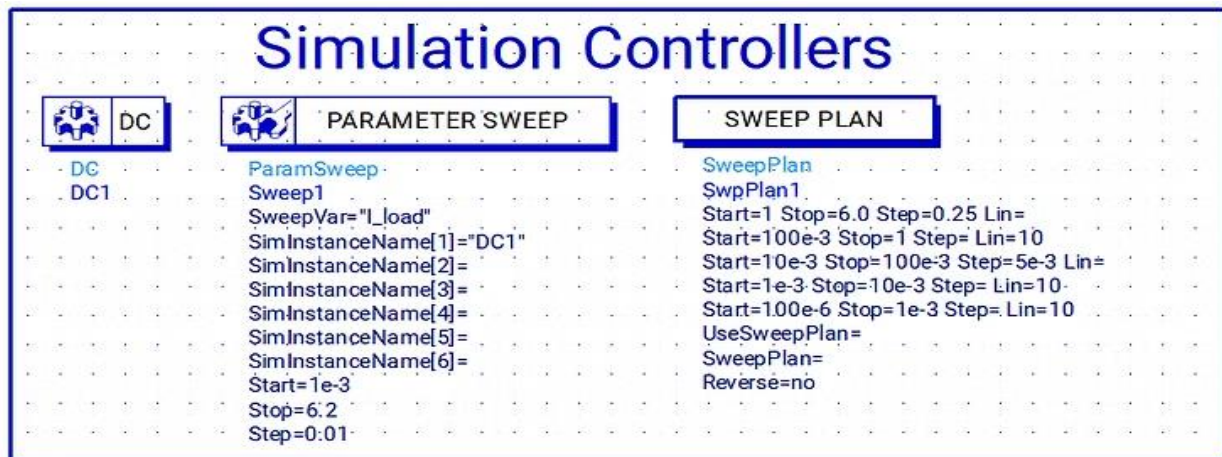 Simulation Controllers
DC
DC
DC1
PARAMETER SWEEP
ParamSweep
Sweep1
SweepVar="I_load"
SimInstanceName[1]="DC1"
SimInstanceName[2]=
SimInstanceName[3]=
SimInstanceName[4]=
SimInstanceName[5]=
SimInstanceName[6]=
Start=1e-3
Stop=6.2
Step=0.01
SWEEP PLAN
SweepPlan
SwpPlan1
Start=1 Stop=6.0 Step=0.25 Lin=
Start=100e-3 Stop=1 Step= Lin=10
Start=10e-3 Stop=100e-3 Step=5e-3 Lin=
Start=1e-3 Stop=10e-3 Step= Lin=10
Start=100e-6 Stop=1e-3 Step= Lin=10
UseSweepPlan=
SweepPlan=
Reverse=no